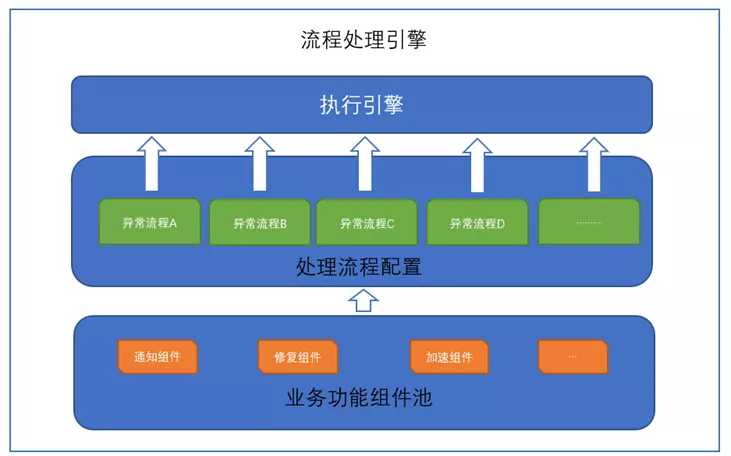 流程处理引擎
执行引擎
异常流程A
异常流程B
异常流程C
异常流程D
………
处理流程配置
通知组件
修复组件
加速组件
…
业务功能组件池